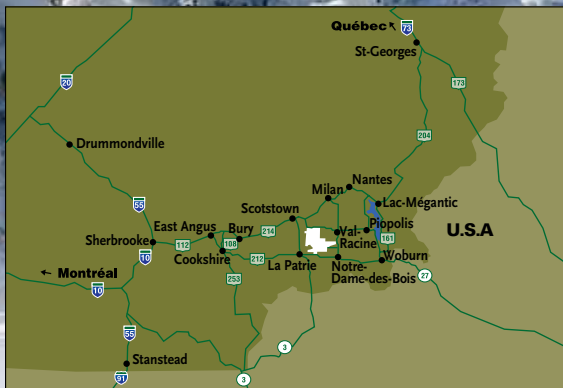 Québec
73
St-Georges
20
173
204
Drummondville
Nantes
Milan
55
Lac-Mégantic
Scotstown
Piopolis
East Angus
Bury
214
Val-
Racine
U.S.A
Sherbrooke
112
108
161
Cookshire
212
La Patrie
Notre-
Dame-des-Bois
Woburn
10
Montréal
253
27
10
55
3
Stanstead
91
3